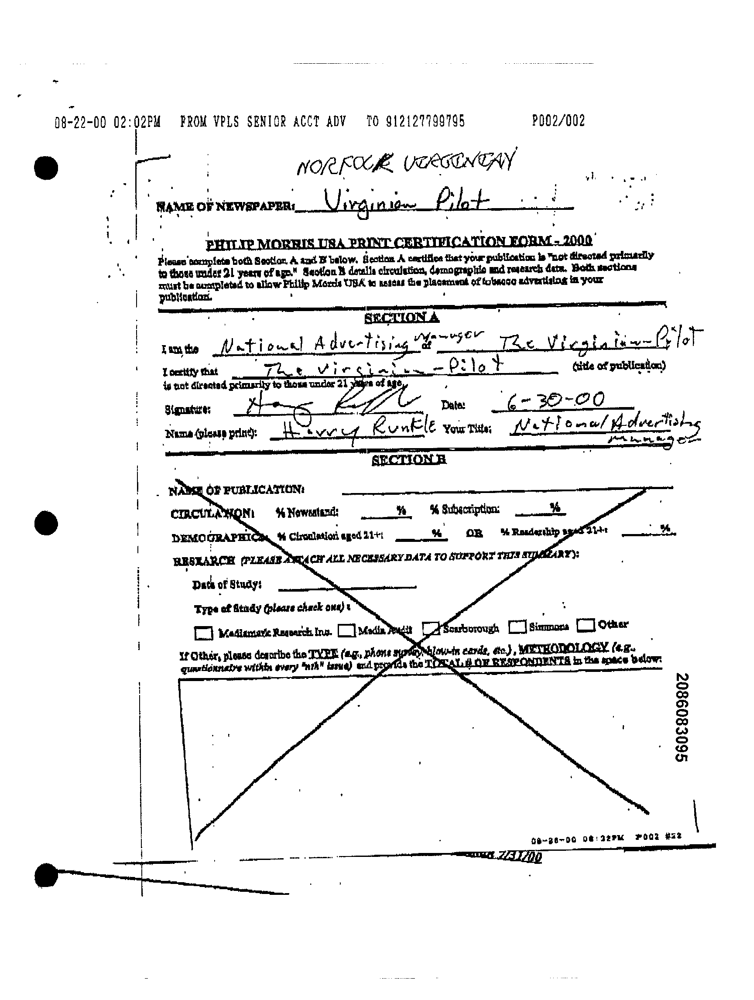 08-22-00 02:02PM FROM VPLS SENIOR ACCT ADV TO 912127799795 P002/002
NORFOLK
NAME OF NEWSPAPER: Virginian Pilot
PHILIP MORRIS USA PRINT CERTIFICATION FORM - 2000
Please complete both Section A and B below. Section A certifies that your publication is "not directed primarily
to those under 21 years of age." Section B details circulation, demographic and research data. Both sections
must be completed to allow Philip Morris USA to assess the placement of tobacco advertising in your
publication.
SECTION A
I am the National Advertising Manager of The Virginian-Pilot
I certify that The Virginian-Pilot (title of publication)
is not directed primarily to those under 21 years of age.
Signature: Date: 6-30-00
Name (please print): Harry Runkle Your Title: National Advertising
manager
SECTION B
NAME OF PUBLICATION:
CIRCULATION: % Newsstand: % % Subscription: %
DEMOGRAPHICS: % Circulation aged 21+: % OR % Readership aged 21+: %
RESEARCH (PLEASE ATTACH ALL NECESSARY DATA TO SUPPORT THIS SUMMARY):
Date of Study:
Type of Study (please check one):
Mediamark Research Inc. Media Audit Scarborough Simmons Other
If Other, please describe the TYPE (e.g., phone survey, blow-in cards, etc.), METHODOLOGY (e.g.,
questionnaire within every "nth" issue) and provide the TOTAL # OF RESPONDENTS in the space below:
2086083095
P002 #22
7/31/00